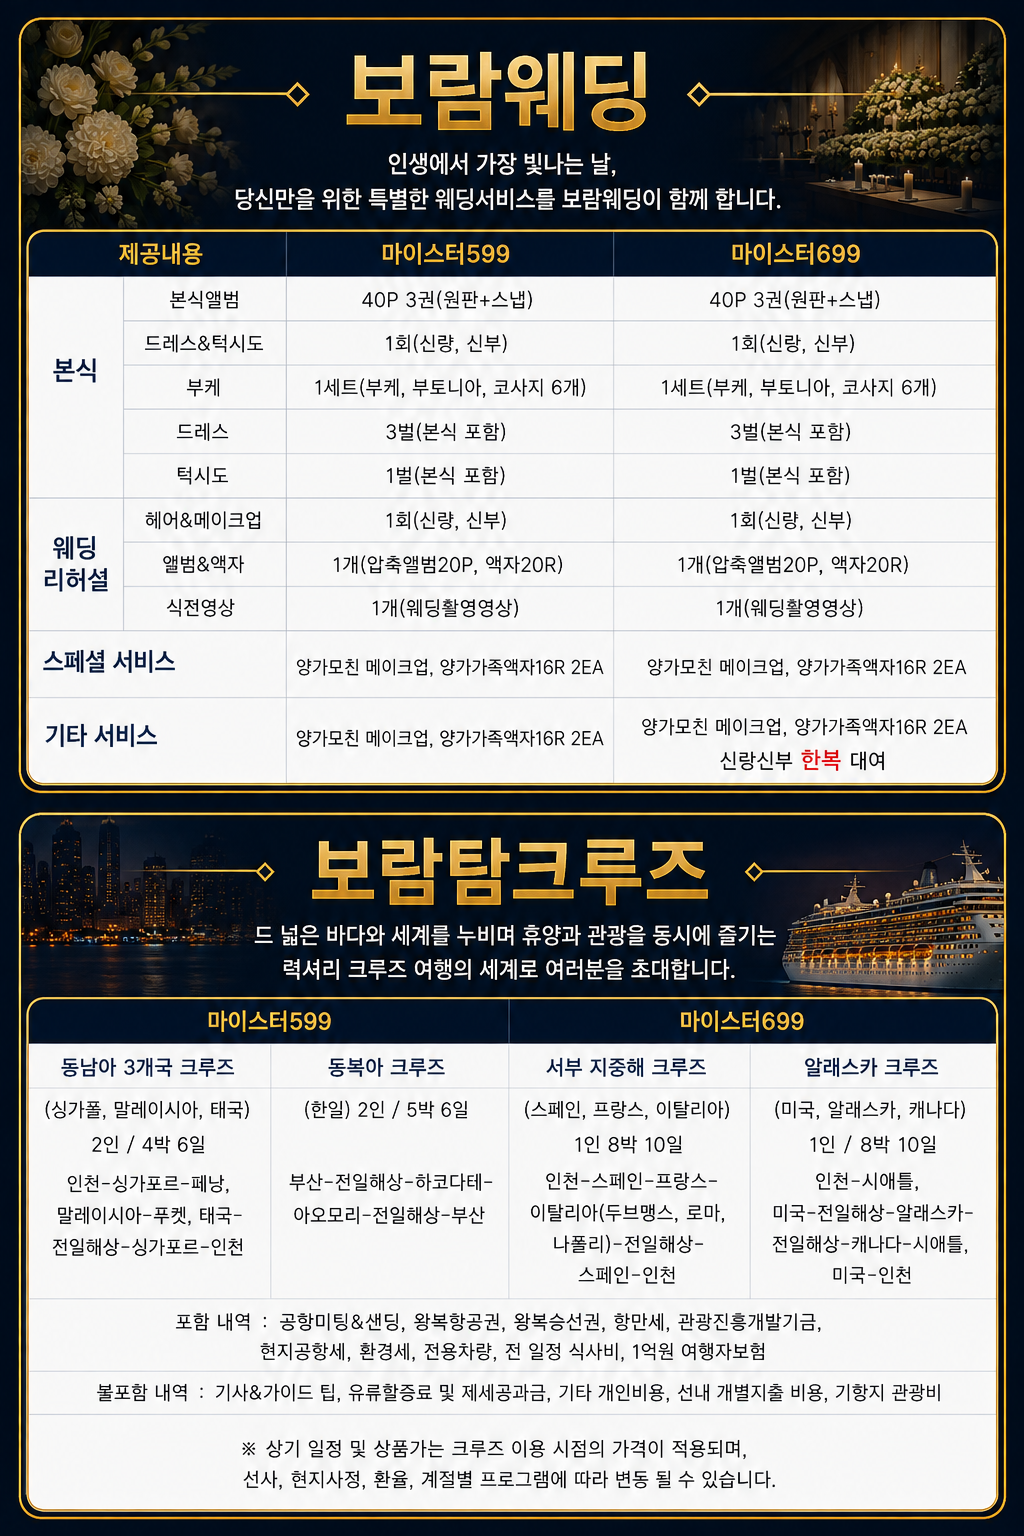 보람웨딩
인생에서 가장 빛나는 날,
당신만을 위한 특별한 웨딩서비스를 보람웨딩이 함께 합니다.
제공내용 마이스터599 마이스터699
본식
본식앨범 40P 3권(원판+스냅) 40P 3권(원판+스냅)
드레스&턱시도 1회(신량, 신부) 1회(신랑, 신부)
부케 1세트(부케, 부토니아, 코사지 6개) 1세트(부케, 부토니아, 코사지 6개)
드레스 3벌(본식 포함) 3벌(본식 포함)
턱시도 1벌(본식 포함) 1벌(본식 포함)
웨딩
리허설
헤어&메이크업 1회(신량, 신부) 1회(신랑, 신부)
앨범&액자 1개(압축앨범20P, 액자20R) 1개(압축앨범20P, 액자20R)
식전영상 1개(웨딩촬영영상) 1개(웨딩촬영영상)
스페셜 서비스 양가모친 메이크업, 양가가족액자16R 2EA 양가모친 메이크업, 양가가족액자16R 2EA
기타 서비스 양가모친 메이크업, 양가가족액자16R 2EA 양가모친 메이크업, 양가가족액자16R 2EA
신랑신부 한복 대여
보람탐크루즈
드 넓은 바다와 세계를 누비며 휴양과 관광을 동시에 즐기는
럭셔리 크루즈 여행의 세계로 여러분을 초대합니다.
마이스터599 마이스터699
동남아 3개국 크루즈 동복아 크루즈 서부 지중해 크루즈 알래스카 크루즈
(싱가폴, 말레이시아, 태국)
2인 / 4박 6일
인천-싱가포르-페낭,
말레이시아-푸켓, 태국-
전일해상-싱가포르-인천
(한일) 2인 / 5박 6일
부산-전일해상-하코다테-
아오모리-전일해상-부산
(스페인, 프랑스, 이탈리아)
1인 8박 10일
인천-스페인-프랑스-
이탈리아(두브맹스, 로마,
나폴리)-전일해상-
스페인-인천
(미국, 알래스카, 캐나다)
1인 / 8박 10일
인천-시애틀,
미국-전일해상-알래스카-
전일해상-캐나다-시애틀,
미국-인천
포함 내역 : 공항미팅&샌딩, 왕복항공권, 왕복승선권, 항만세, 관광진흥개발기금,
현지공항세, 환경세, 전용차량, 전 일정 식사비, 1억원 여행자보험
불포함 내역 : 기사&가이드 팁, 유류할증료 및 제세공과금, 기타 개인비용, 선내 개별지출 비용, 기항지 관광비
※ 상기 일정 및 상품가는 크루즈 이용 시점의 가격이 적용되며,
선사, 현지사정, 환율, 계절별 프로그램에 따라 변동 될 수 있습니다.